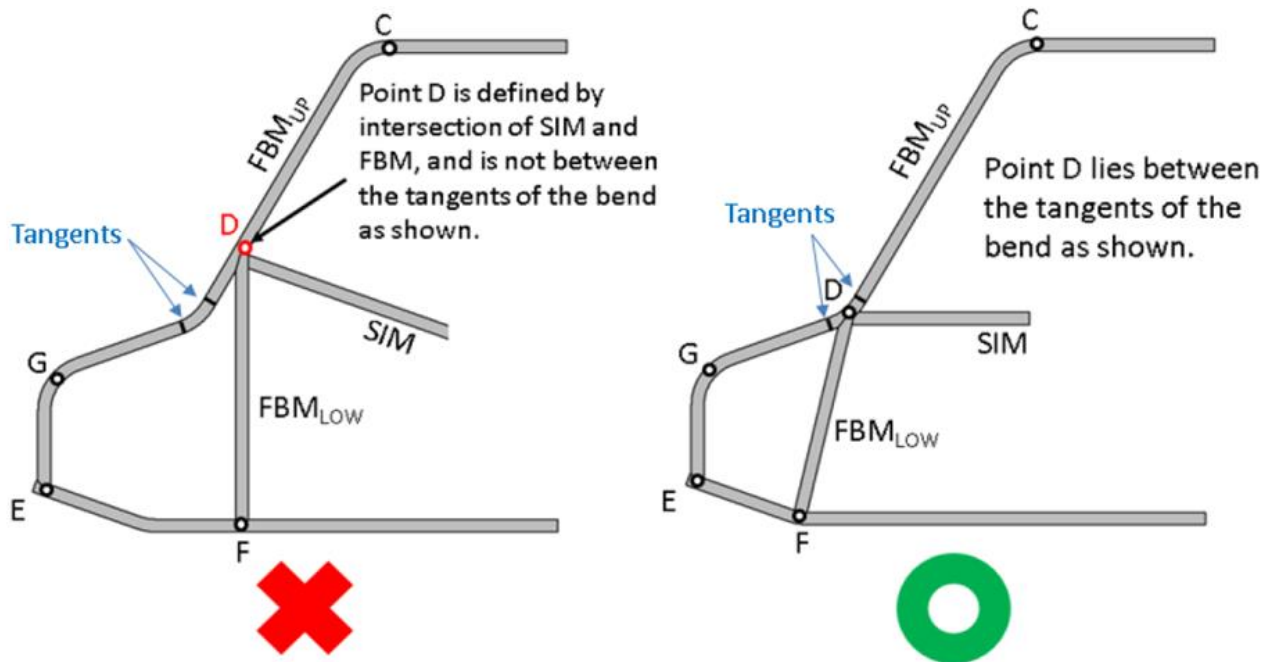 C
FBM_UP
Point D is defined by
intersection of SIM and
FBM, and is not between
the tangents of the bend
as shown.
D
Tangents
SIM
G
FBM_LOW
E
F
C
FBM_UP
Point D lies between
the tangents of the
bend as shown.
Tangents
D
SIM
G
FBM_LOW
E
F